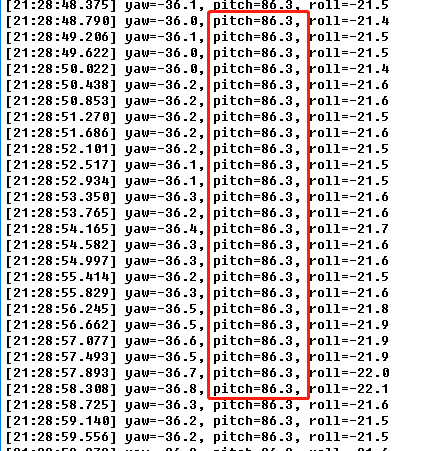 [21:28:48.375] yaw=-36.1, pitch=86.3, roll=-21.5
[21:28:48.790] yaw=-36.0, pitch=86.3, roll=-21.4
[21:28:49.206] yaw=-36.1, pitch=86.3, roll=-21.5
[21:28:49.622] yaw=-36.0, pitch=86.3, roll=-21.5
[21:28:50.022] yaw=-36.0, pitch=86.3, roll=-21.4
[21:28:50.438] yaw=-36.2, pitch=86.3, roll=-21.6
[21:28:50.853] yaw=-36.2, pitch=86.3, roll=-21.6
[21:28:51.270] yaw=-36.2, pitch=86.3, roll=-21.5
[21:28:51.686] yaw=-36.2, pitch=86.3, roll=-21.6
[21:28:52.101] yaw=-36.2, pitch=86.3, roll=-21.5
[21:28:52.517] yaw=-36.1, pitch=86.3, roll=-21.5
[21:28:52.934] yaw=-36.1, pitch=86.3, roll=-21.5
[21:28:53.350] yaw=-36.3, pitch=86.3, roll=-21.6
[21:28:53.765] yaw=-36.2, pitch=86.3, roll=-21.6
[21:28:54.165] yaw=-36.4, pitch=86.3, roll=-21.7
[21:28:54.582] yaw=-36.3, pitch=86.3, roll=-21.6
[21:28:54.997] yaw=-36.3, pitch=86.3, roll=-21.6
[21:28:55.414] yaw=-36.2, pitch=86.3, roll=-21.5
[21:28:55.829] yaw=-36.3, pitch=86.3, roll=-21.6
[21:28:56.245] yaw=-36.5, pitch=86.3, roll=-21.8
[21:28:56.662] yaw=-36.5, pitch=86.3, roll=-21.9
[21:28:57.077] yaw=-36.6, pitch=86.3, roll=-21.9
[21:28:57.493] yaw=-36.5, pitch=86.3, roll=-21.9
[21:28:57.893] yaw=-36.7, pitch=86.3, roll=-22.0
[21:28:58.308] yaw=-36.8, pitch=86.3, roll=-22.1
[21:28:58.725] yaw=-36.3, pitch=86.3, roll=-21.6
[21:28:59.140] yaw=-36.2, pitch=86.3, roll=-21.5
[21:28:59.556] yaw=-36.2, pitch=86.3, roll=-21.5